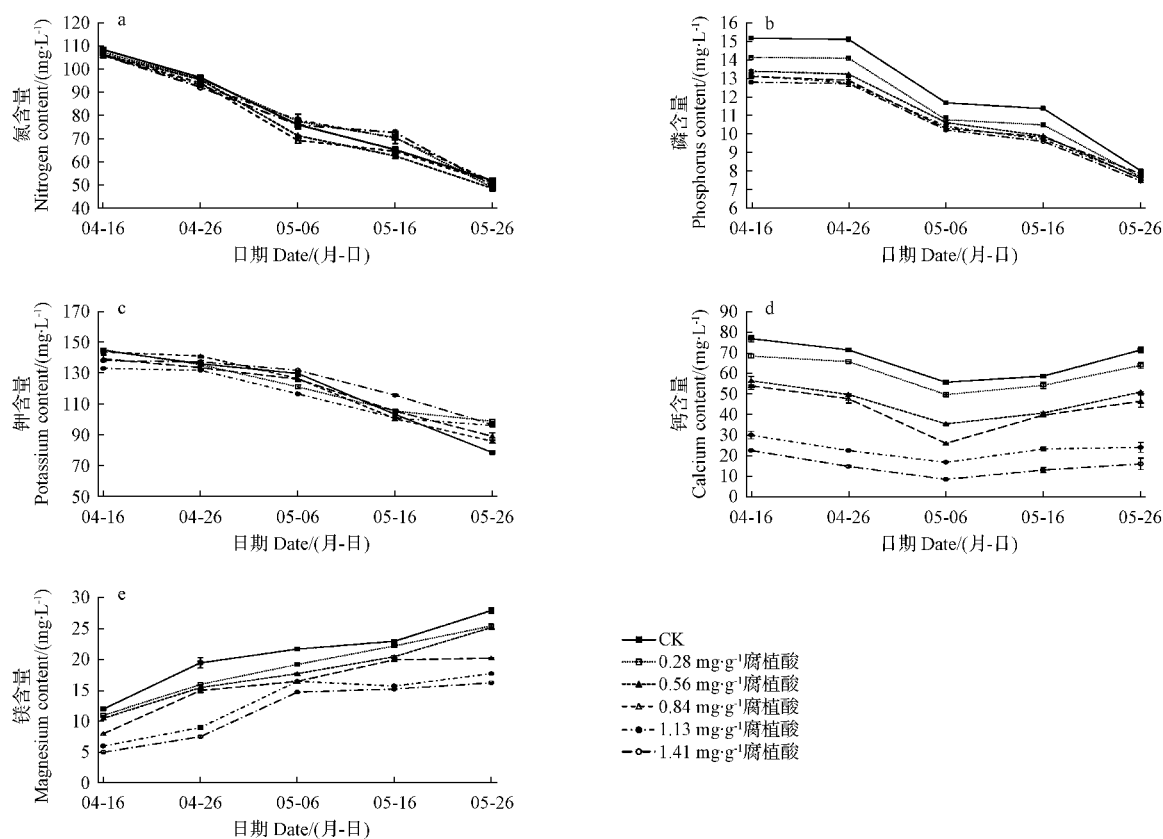 a
氮含量
Nitrogen content/(mg·L⁻¹)
110
100
90
80
70
60
50
40
04-16 04-26 05-06 05-16 05-26
日期 Date/(月-日)
b
磷含量
Phosphorus content/(mg·L⁻¹)
16
15
14
13
12
11
10
9
8
7
6
04-16 04-26 05-06 05-16 05-26
日期 Date/(月-日)
c
钾含量
Potassium content/(mg·L⁻¹)
170
150
130
110
90
70
50
04-16 04-26 05-06 05-16 05-26
日期 Date/(月-日)
d
钙含量
Calcium content/(mg·L⁻¹)
90
80
70
60
50
40
30
20
10
0
04-16 04-26 05-06 05-16 05-26
日期 Date/(月-日)
e
镁含量
Magnesium content/(mg·L⁻¹)
30
25
20
15
10
5
0
04-16 04-26 05-06 05-16 05-26
日期 Date/(月-日)
CK
0.28 mg·g⁻¹腐植酸
0.56 mg·g⁻¹腐植酸
0.84 mg·g⁻¹腐植酸
1.13 mg·g⁻¹腐植酸
1.41 mg·g⁻¹腐植酸